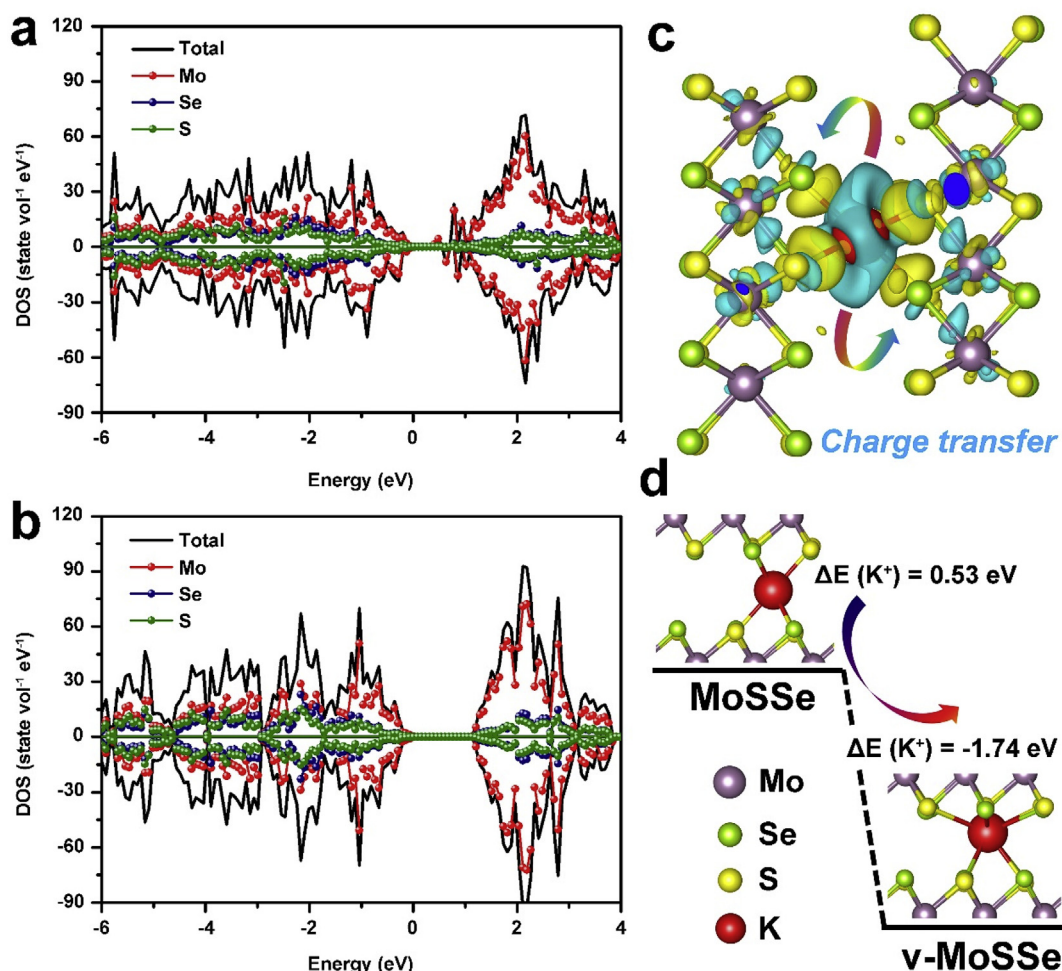 a
120
90
60
30
0
-30
-60
-90
DOS (state vol⁻¹ eV⁻¹)
Total
Mo
Se
S
-6
-4
-2
0
2
4
Energy (eV)
b
120
90
60
30
0
-30
-60
-90
DOS (state vol⁻¹ eV⁻¹)
Total
Mo
Se
S
-6
-4
-2
0
2
4
Energy (eV)
c
Charge transfer
d
ΔE (K⁺) = 0.53 eV
MoSSe
ΔE (K⁺) = -1.74 eV
Mo
Se
S
K
v-MoSSe